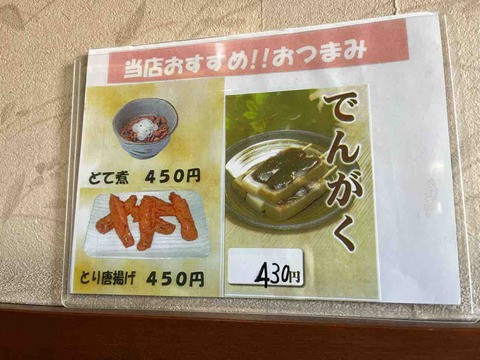 当店おすすめ!!おつまみ
とて煮 450円
とり唐揚げ 450円
でんがく
430円